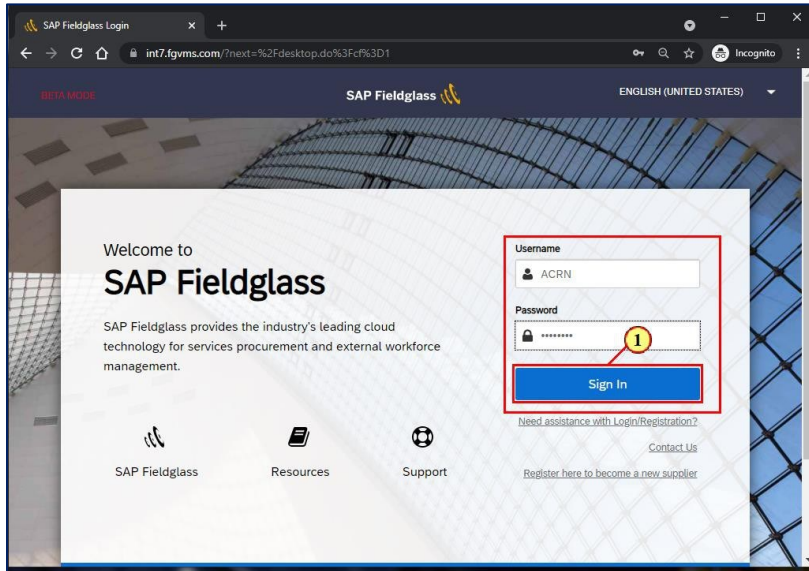 SAP Fieldglass Login
int7.fgvms.com/?next=%2Fdesktop.do%3Fcf%3D1
Incognito
BETA MODE
SAP Fieldglass
ENGLISH (UNITED STATES)
Welcome to
SAP Fieldglass
SAP Fieldglass provides the industry's leading cloud
technology for services procurement and external workforce
management.
SAP Fieldglass
Resources
Support
Username
ACRN
Password
1
Sign In
Need assistance with Login/Registration?
Contact Us
Register here to become a new supplier